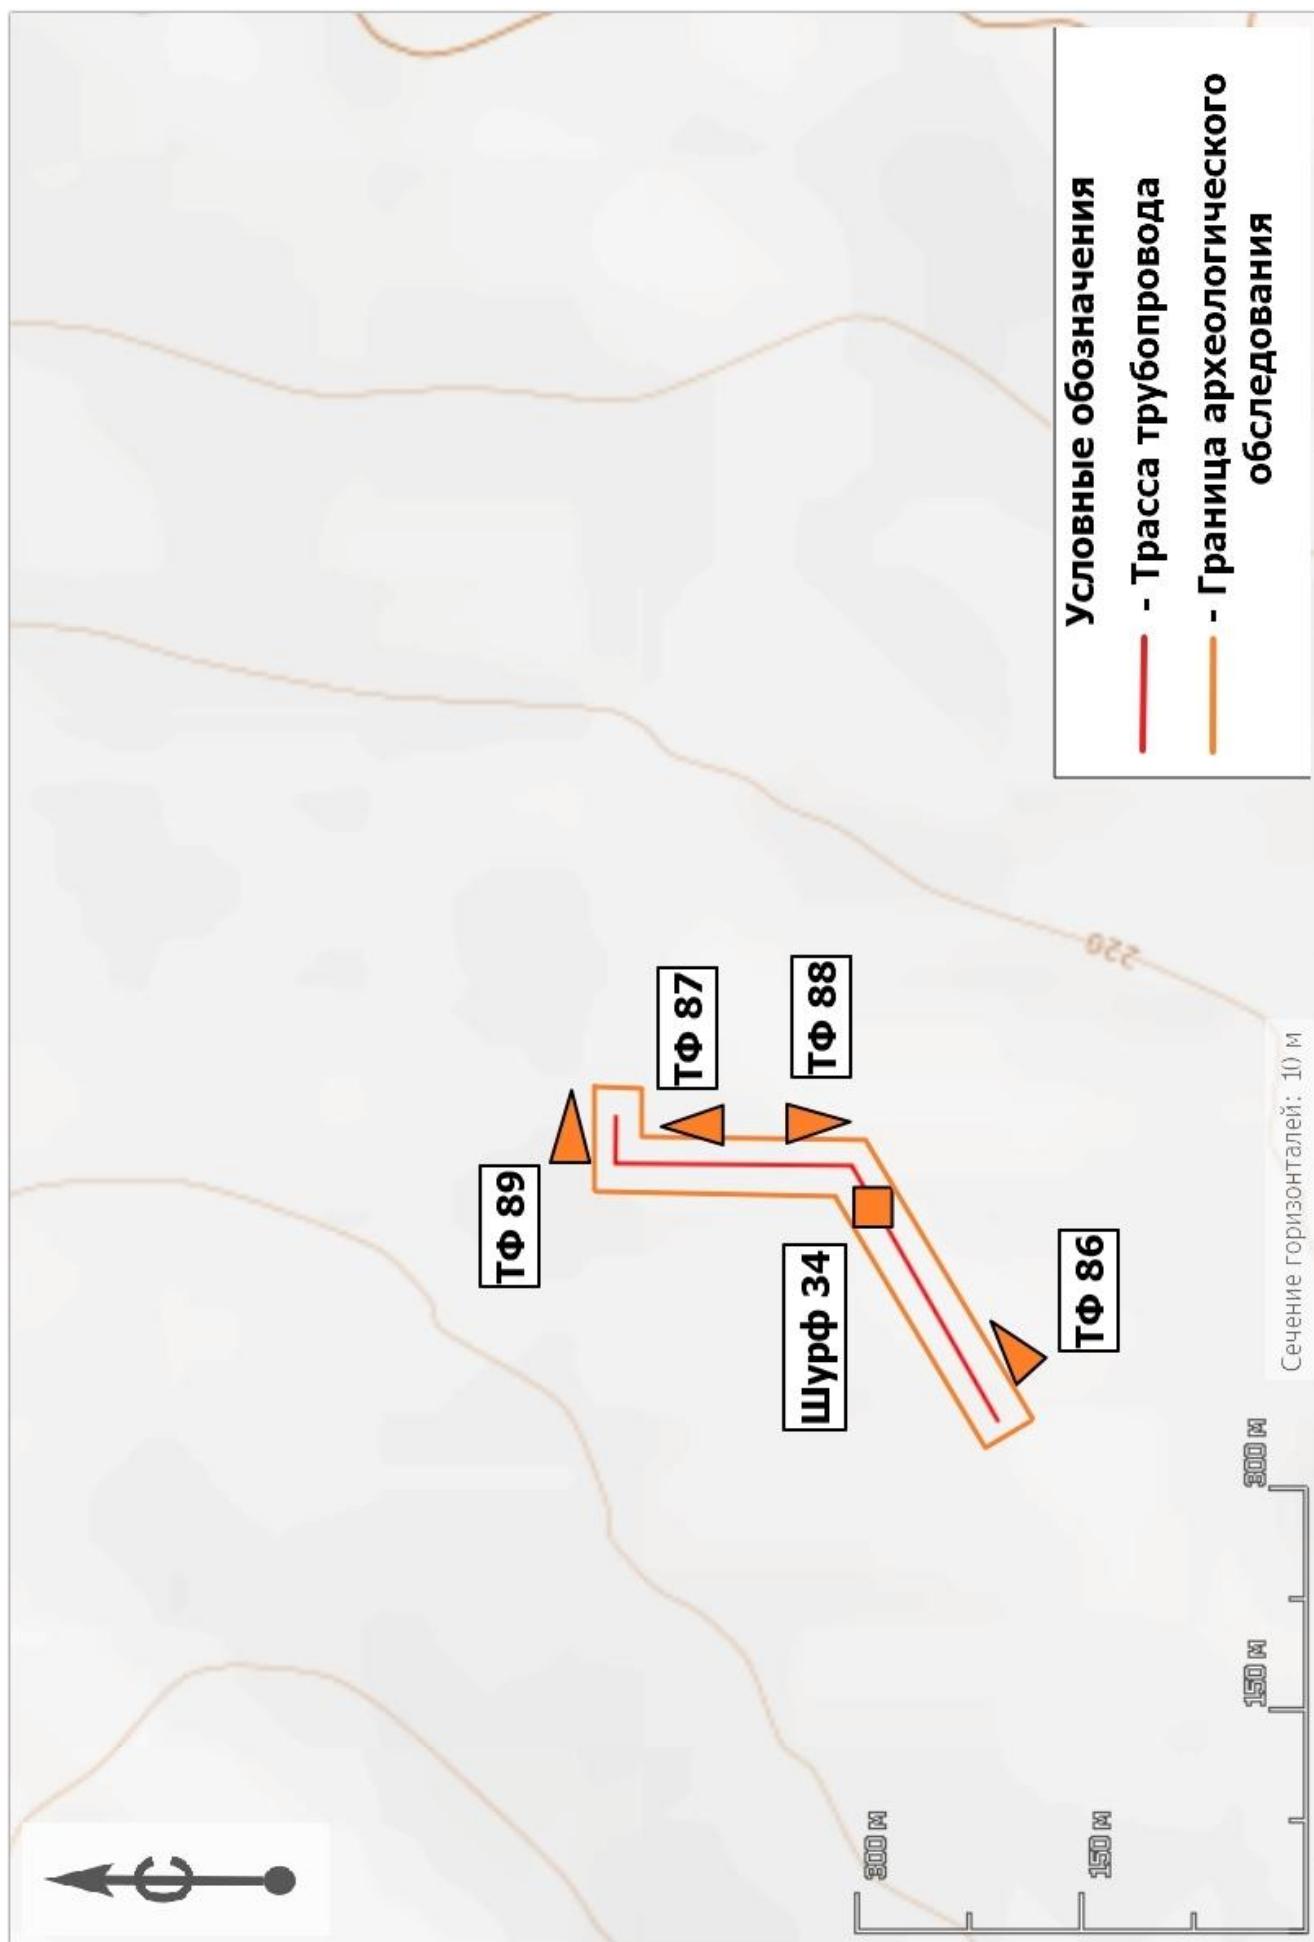 С
ТФ 89
ТФ 87
ТФ 88
Шурф 34
ТФ 86
220
Условные обозначения
- Трасса трубопровода
- Граница археологического
обследования
Сечение горизонталей: 10 м
300 м
150 м
150 м
300 м